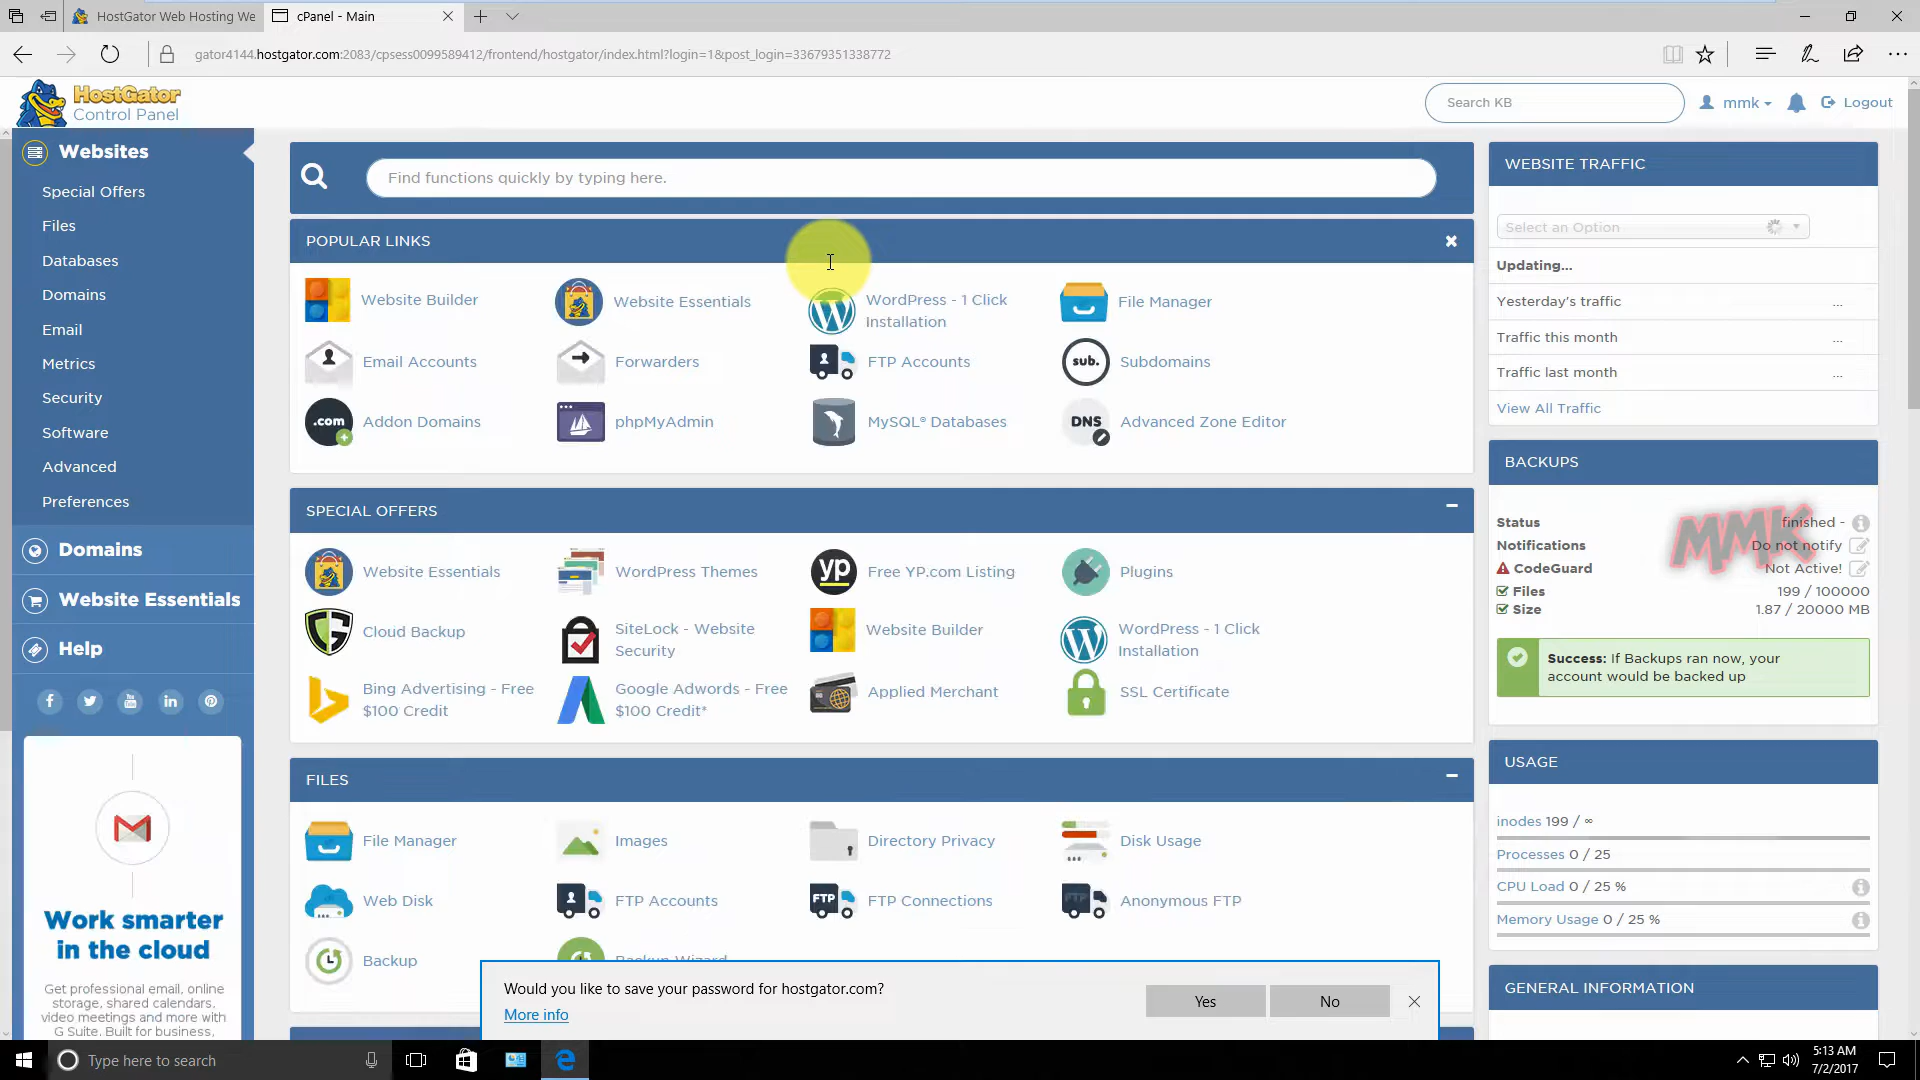 HostGator Web Hosting We
cPanel - Main
gator4144.hostgator.com:2083/cpsess0099589412/frontend/hostgator/index.html?login=1&post_login=33679351338772
HostGator
Control Panel
Search KB
mmk
Logout
Websites
Special Offers
Files
Databases
Domains
Email
Metrics
Security
Software
Advanced
Preferences
Domains
Website Essentials
Help
Work smarter
in the cloud
Get professional email, online
storage, shared calendars,
video meetings and more with
G Suite. Built for business,
Find functions quickly by typing here.
POPULAR LINKS
Website Builder
Website Essentials
WordPress - 1 Click
Installation
File Manager
Email Accounts
Forwarders
FTP Accounts
sub.
Subdomains
.com
Addon Domains
phpMyAdmin
MySQL® Databases
DNS
Advanced Zone Editor
SPECIAL OFFERS
Website Essentials
WordPress Themes
yp
Free YP.com Listing
Plugins
Cloud Backup
SiteLock - Website
Security
Website Builder
WordPress - 1 Click
Installation
Bing Advertising - Free
$100 Credit
Google Adwords - Free
$100 Credit*
Applied Merchant
SSL Certificate
FILES
File Manager
Images
Directory Privacy
Disk Usage
Web Disk
FTP Accounts
FTP
FTP Connections
FTP
Anonymous FTP
Backup
Backup Wizard
WEBSITE TRAFFIC
Select an Option
Updating...
Yesterday's traffic ...
Traffic this month ...
Traffic last month ...
View All Traffic
BACKUPS
Status finished -
Notifications Do not notify
CodeGuard Not Active!
Files 199 / 100000
Size 1.87 / 20000 MB
MMK
Success: If Backups ran now, your
account would be backed up
USAGE
inodes 199 / ∞
Processes 0 / 25
CPU Load 0 / 25 %
Memory Usage 0 / 25 %
GENERAL INFORMATION
Would you like to save your password for hostgator.com?
More info
Yes
No
Type here to search
5:13 AM
7/2/2017